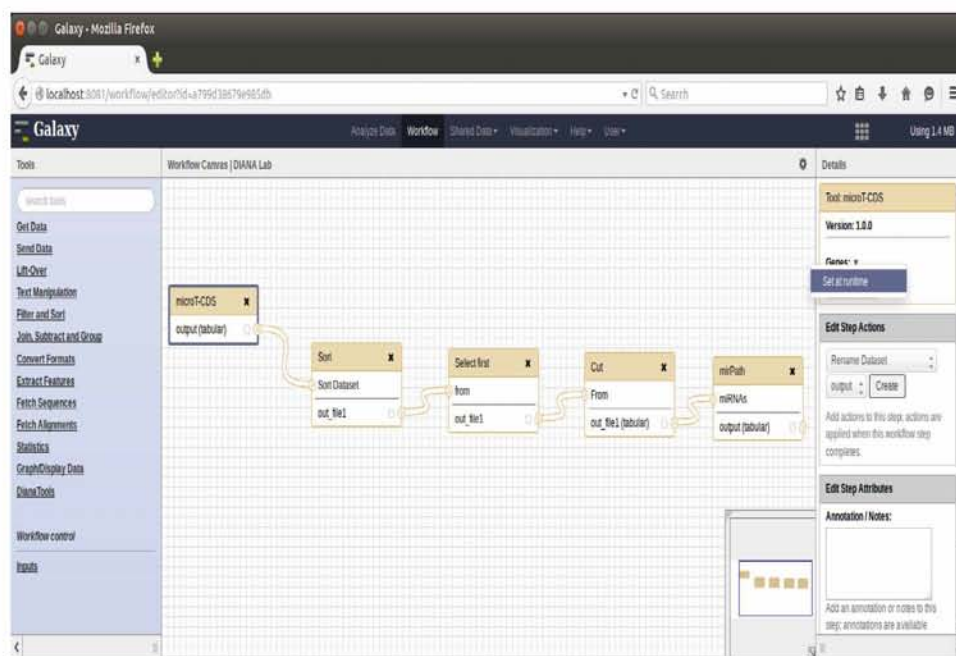 Galaxy - Mozilla Firefox
Galaxy
localhost:8081/workflow/editor?id=a799d38679e985db
Search
Galaxy
Analyze Data Workflow Shared Data Visualization Help User
Using 1.4 MB
Tools
Workflow Canvas | DIANA Lab
Details
search tools
Get Data
Send Data
Lift-Over
Text Manipulation
Filter and Sort
Join, Subtract and Group
Convert Formats
Extract Features
Fetch Sequences
Fetch Alignments
Statistics
Graph/Display Data
DianaTools
Workflow control
Inputs
microT-CDS
output (tabular)
Sort
Sort Dataset
out_file1
Select first
from
out_file1
Cut
From
out_file1 (tabular)
mirPath
miRNAs
output (tabular)
Tool: microT-CDS
Version: 1.0.0
Genes:
Set at runtime
Edit Step Actions
Rename Dataset
output Create
Add actions to this step; actions are
applied when this workflow step
completes.
Edit Step Attributes
Annotation / Notes:
Add an annotation or notes to this
step; annotations are available